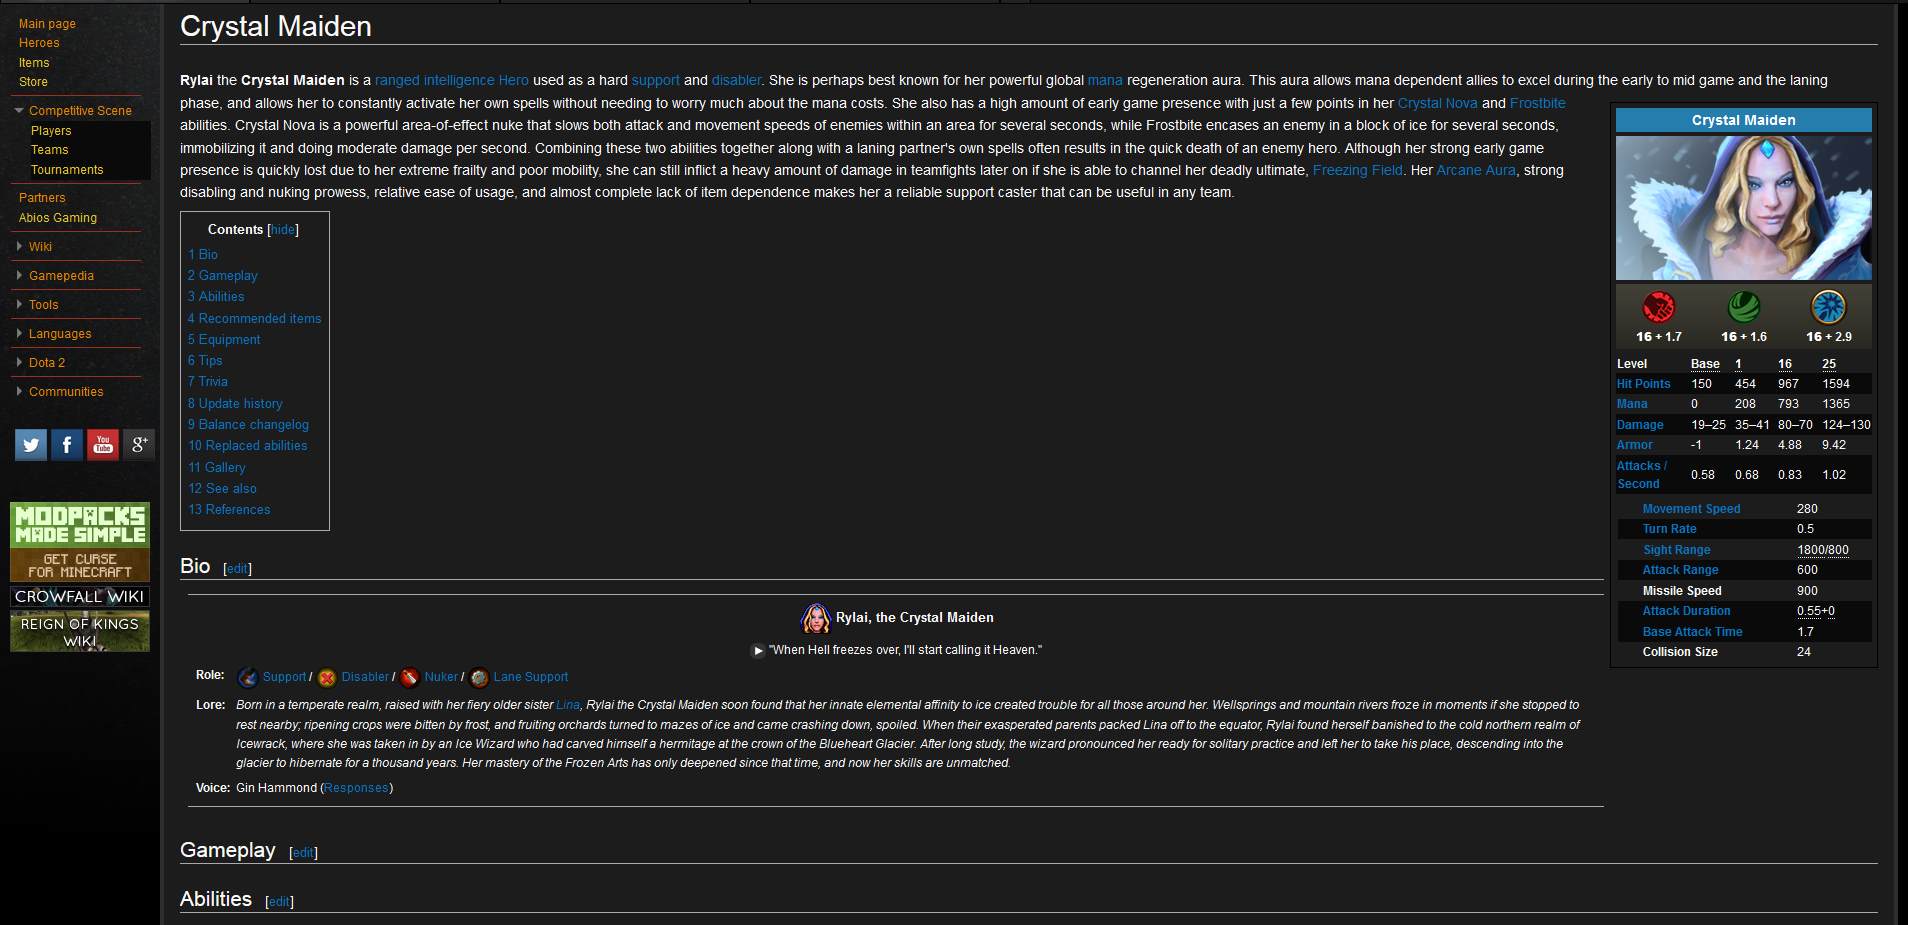 Main page
Heroes
Items
Store
Competitive Scene
Players
Teams
Tournaments
Partners
Abios Gaming
Wiki
Gamepedia
Tools
Languages
Dota 2
Communities
You
Tube
g+
MODPACKS
MADE SIMPLE
GET CURSE
FOR MINECRAFT
CROWFALL WIKI
REIGN OF KINGS
WIKI
Crystal Maiden
Rylai the Crystal Maiden is a ranged intelligence Hero used as a hard support and disabler. She is perhaps best known for her powerful global mana regeneration aura. This aura allows mana dependent allies to excel during the early to mid game and the laning
phase, and allows her to constantly activate her own spells without needing to worry much about the mana costs. She also has a high amount of early game presence with just a few points in her Crystal Nova and Frostbite
abilities. Crystal Nova is a powerful area-of-effect nuke that slows both attack and movement speeds of enemies within an area for several seconds, while Frostbite encases an enemy in a block of ice for several seconds,
immobilizing it and doing moderate damage per second. Combining these two abilities together along with a laning partner's own spells often results in the quick death of an enemy hero. Although her strong early game
presence is quickly lost due to her extreme frailty and poor mobility, she can still inflict a heavy amount of damage in teamfights later on if she is able to channel her deadly ultimate, Freezing Field. Her Arcane Aura, strong
disabling and nuking prowess, relative ease of usage, and almost complete lack of item dependence makes her a reliable support caster that can be useful in any team.
Contents [hide]
1 Bio
2 Gameplay
3 Abilities
4 Recommended items
5 Equipment
6 Tips
7 Trivia
8 Update history
9 Balance changelog
10 Replaced abilities
11 Gallery
12 See also
13 References
Crystal Maiden
16 + 1.7 16 + 1.6 16 + 2.9
Level Base 1 16 25
Hit Points 150 454 967 1594
Mana 0 208 793 1365
Damage 19–25 35–41 80–70 124–130
Armor -1 1.24 4.88 9.42
Attacks /
Second 0.58 0.68 0.83 1.02
Movement Speed 280
Turn Rate 0.5
Sight Range 1800/800
Attack Range 600
Missile Speed 900
Attack Duration 0.55+0
Base Attack Time 1.7
Collision Size 24
Bio [edit]
Rylai, the Crystal Maiden
"When Hell freezes over, I'll start calling it Heaven."
Role: Support / Disabler / Nuker / Lane Support
Lore: Born in a temperate realm, raised with her fiery older sister Lina, Rylai the Crystal Maiden soon found that her innate elemental affinity to ice created trouble for all those around her. Wellsprings and mountain rivers froze in moments if she stopped to
rest nearby; ripening crops were bitten by frost, and fruiting orchards turned to mazes of ice and came crashing down, spoiled. When their exasperated parents packed Lina off to the equator, Rylai found herself banished to the cold northern realm of
Icewrack, where she was taken in by an Ice Wizard who had carved himself a hermitage at the crown of the Blueheart Glacier. After long study, the wizard pronounced her ready for solitary practice and left her to take his place, descending into the
glacier to hibernate for a thousand years. Her mastery of the Frozen Arts has only deepened since that time, and now her skills are unmatched.
Voice: Gin Hammond (Responses)
Gameplay [edit]
Abilities [edit]